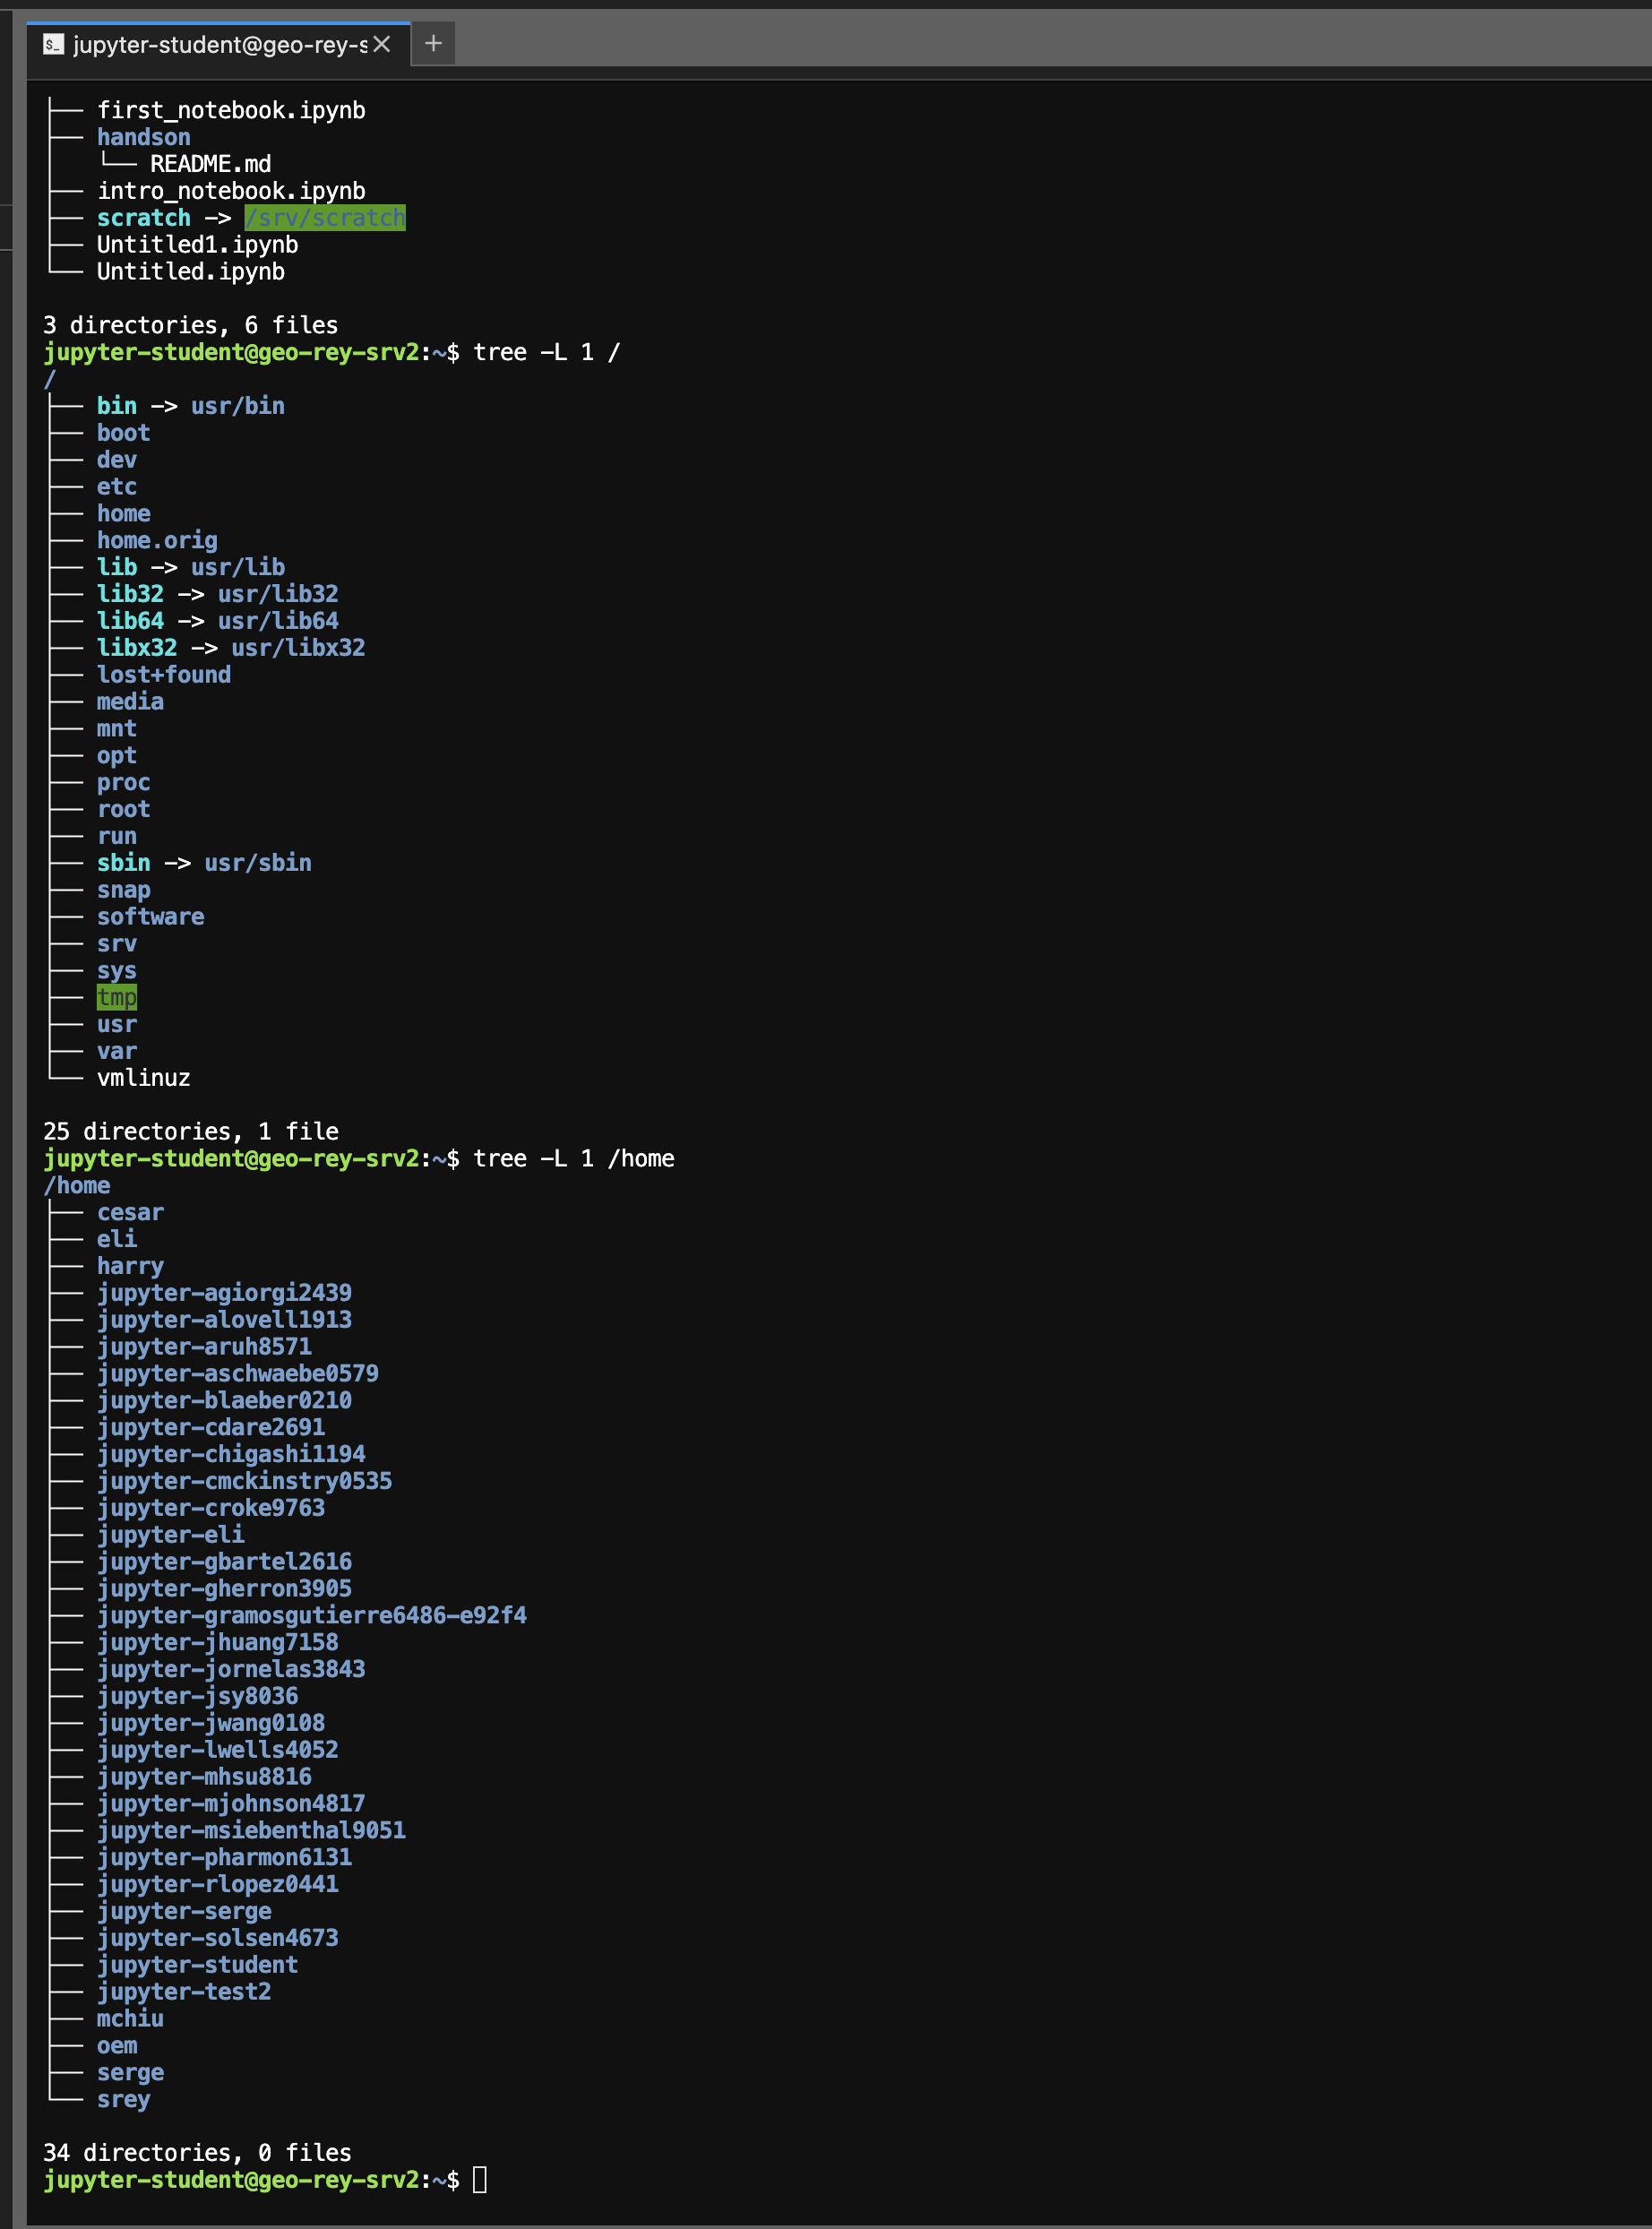 jupyter-student@geo-rey-s
├── first_notebook.ipynb
├── handson
│   └── README.md
├── intro_notebook.ipynb
├── scratch -> /srv/scratch
├── Untitled1.ipynb
└── Untitled.ipynb

3 directories, 6 files
jupyter-student@geo-rey-srv2:~$ tree -L 1 /
/
├── bin -> usr/bin
├── boot
├── dev
├── etc
├── home
├── home.orig
├── lib -> usr/lib
├── lib32 -> usr/lib32
├── lib64 -> usr/lib64
├── libx32 -> usr/libx32
├── lost+found
├── media
├── mnt
├── opt
├── proc
├── root
├── run
├── sbin -> usr/sbin
├── snap
├── software
├── srv
├── sys
├── tmp
├── usr
├── var
└── vmlinuz

25 directories, 1 file
jupyter-student@geo-rey-srv2:~$ tree -L 1 /home
/home
├── cesar
├── eli
├── harry
├── jupyter-agiorgi2439
├── jupyter-alovell1913
├── jupyter-aruh8571
├── jupyter-aschwaebe0579
├── jupyter-blaeber0210
├── jupyter-cdare2691
├── jupyter-chigashi1194
├── jupyter-cmckinstry0535
├── jupyter-croke9763
├── jupyter-eli
├── jupyter-gbartel2616
├── jupyter-gherron3905
├── jupyter-gramosgutierre6486-e92f4
├── jupyter-jhuang7158
├── jupyter-jornelas3843
├── jupyter-jsy8036
├── jupyter-jwang0108
├── jupyter-lwells4052
├── jupyter-mhsu8816
├── jupyter-mjohnson4817
├── jupyter-msiebenthal9051
├── jupyter-pharmon6131
├── jupyter-rlopez0441
├── jupyter-serge
├── jupyter-solsen4673
├── jupyter-student
├── jupyter-test2
├── mchiu
├── oem
├── serge
└── srey

34 directories, 0 files
jupyter-student@geo-rey-srv2:~$